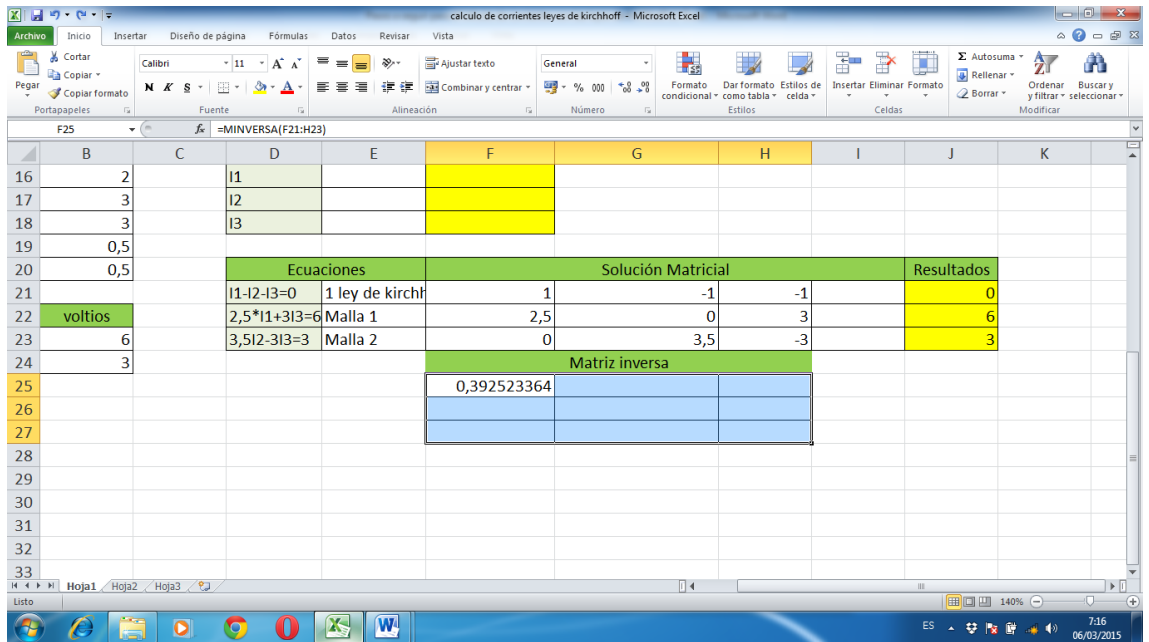 calculo de corrientes leyes de kirchhoff - Microsoft Excel
Archivo Inicio Insertar Diseño de página Fórmulas Datos Revisar Vista
Pegar
Cortar
Copiar
Copiar formato
Portapapeles
Calibri 11
N K S
Fuente
Ajustar texto
Combinar y centrar
Alineación
General
% 000
Número
Formato condicional
Dar formato como tabla
Estilos de celda
Estilos
Insertar Eliminar Formato
Celdas
Σ Autosuma
Rellenar
Borrar
Ordenar y filtrar
Buscar y seleccionar
Modificar
F25 fx =MINVERSA(F21:H23)
B C D E F G H I J K
16 2 I1
17 3 I2
18 3 I3
19 0,5
20 0,5 Ecuaciones Solución Matricial Resultados
21 I1-I2-I3=0 1 ley de kirchh 1 -1 -1 0
22 voltios 2,5*I1+3I3=6 Malla 1 2,5 0 3 6
23 6 3,5I2-3I3=3 Malla 2 0 3,5 -3 3
24 3 Matriz inversa
25 0,392523364
26
27
28
29
30
31
32
33
Hoja1 Hoja2 Hoja3
Listo 140%
ES 7:16
06/03/2015